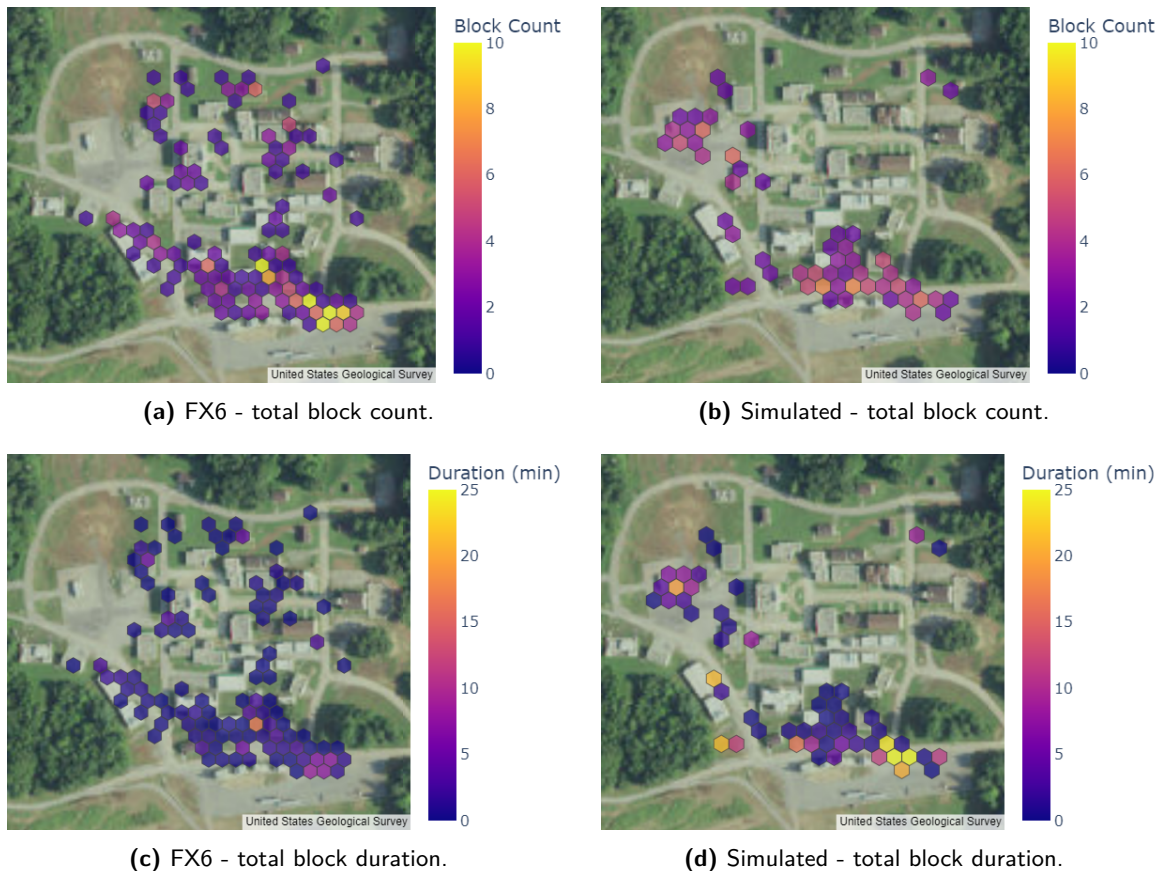 Block Count
10
8
6
4
2
0
United States Geological Survey
(a) FX6 - total block count.
Block Count
10
8
6
4
2
0
United States Geological Survey
(b) Simulated - total block count.
Duration (min)
25
20
15
10
5
0
United States Geological Survey
(c) FX6 - total block duration.
Duration (min)
25
20
15
10
5
0
United States Geological Survey
(d) Simulated - total block duration.